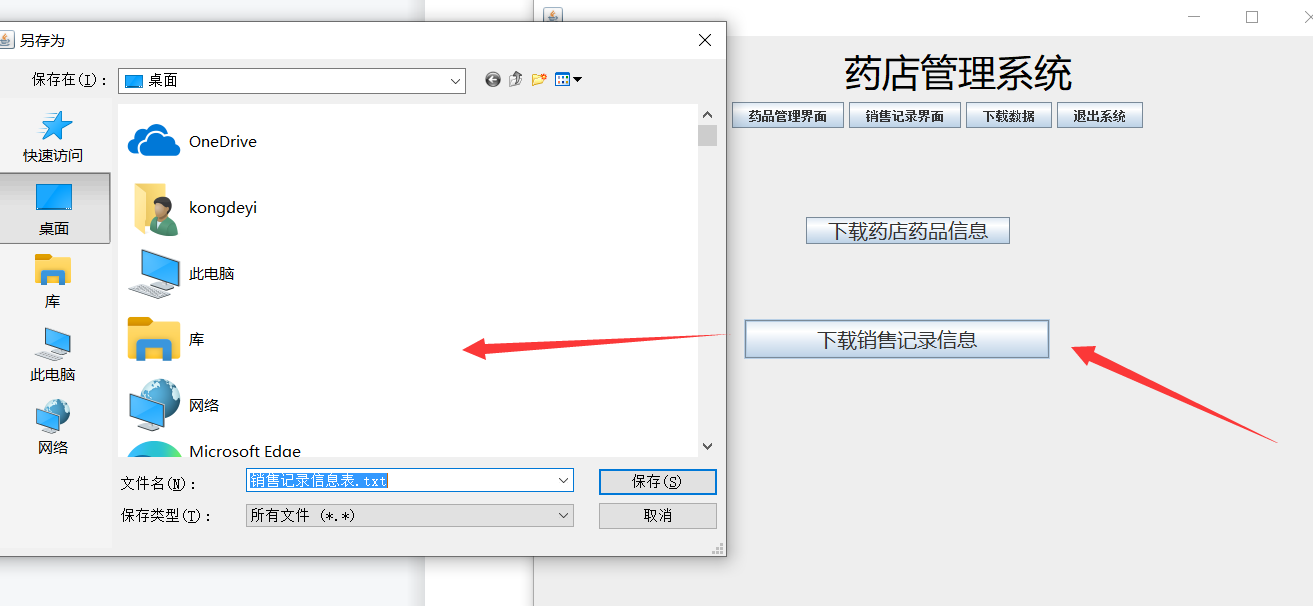 另存为
保存在(I)：
桌面
快速访问
桌面
库
此电脑
网络
OneDrive
kongdeyi
此电脑
库
网络
Microsoft Edge
文件名(N)：
销售记录信息表.txt
保存(S)
保存类型(T)：
所有文件 (*.*)
取消
药店管理系统
药品管理界面
销售记录界面
下载数据
退出系统
下载药店药品信息
下载销售记录信息